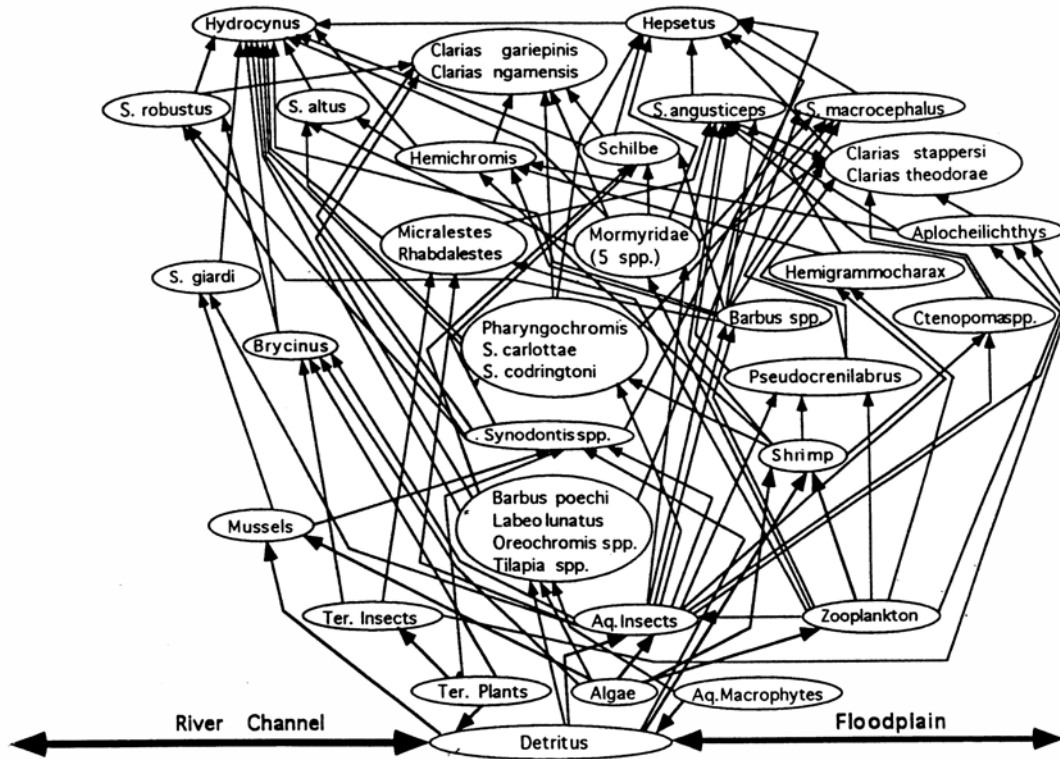 Hydrocynus
Hepsetus
Clarias gariepinis
Clarias ngamensis
S. robustus
S. altus
S.angusticeps
S. macrocephalus
Hemichromis
Schilbe
Clarias stappersi
Clarias theodorae
Micralestes
Rhabdalestes
Mormyridae
(5 spp.)
Aplocheilichthys
S. giardi
Hemigrammocharax
Barbus spp.
Ctenopomaspp.
Brycinus
Pharyngochromis
S. carlottae
S. codringtoni
Pseudocrenilabrus
. Synodontis spp.
Shrimp
Mussels
Barbus poechi
Labeo lunatus
Oreochromis spp.
Tilapia spp.
Ter. Insects
Aq.Insects
Zooplankton
Ter. Plants
Algae
Aq.Macrophytes
River Channel
Detritus
Floodplain